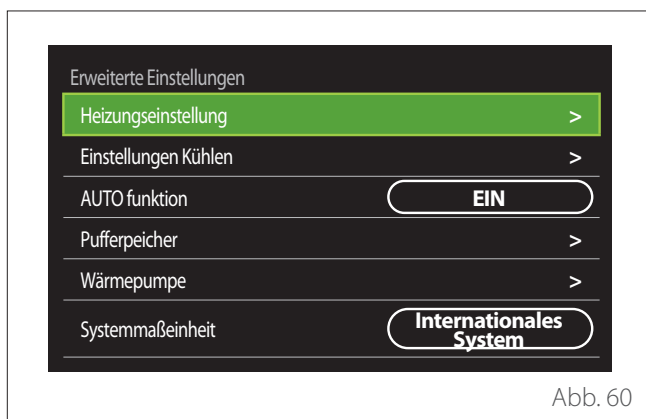 Erweiterte Einstellungen
Heizungseinstellung >
Einstellungen Kühlen >
AUTO funktion EIN
Pufferpeicher >
Wärmepumpe >
Systemmaßeinheit Internationales
System
Abb. 60